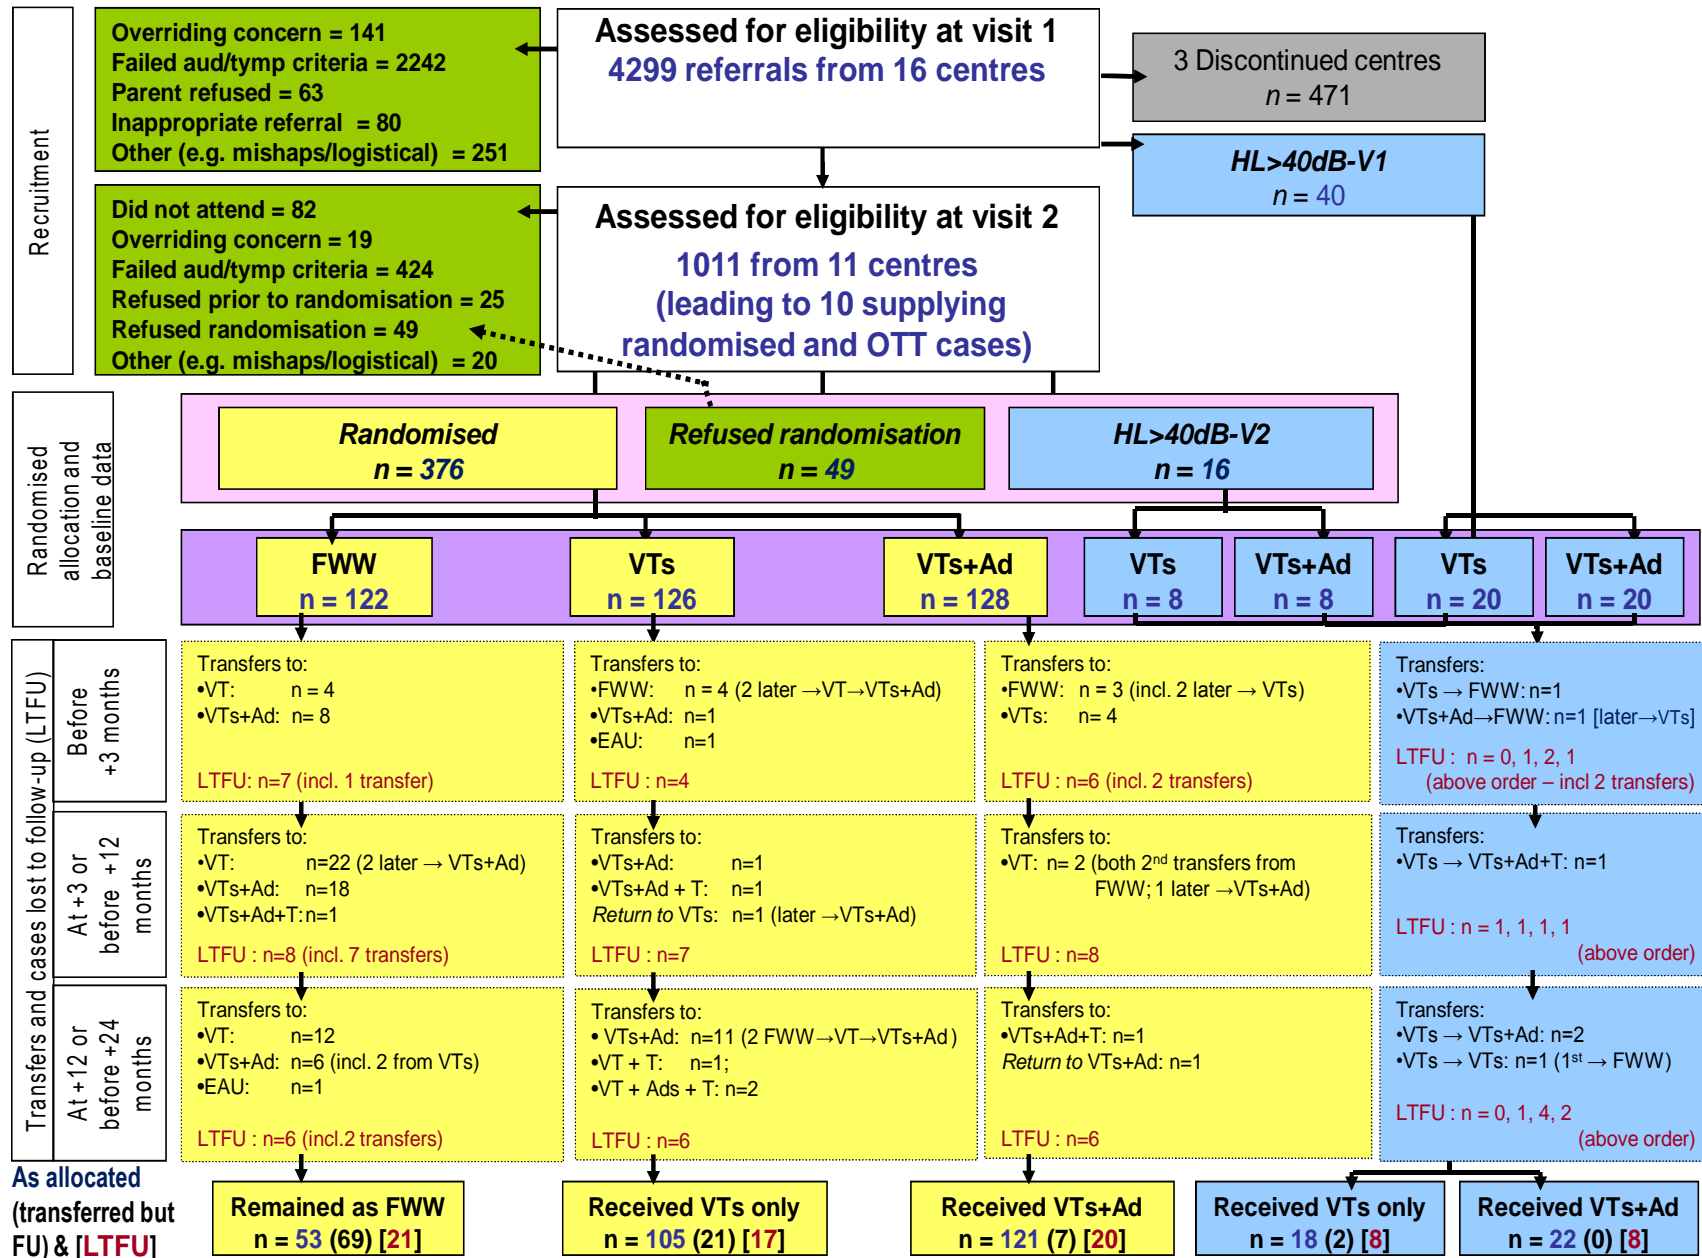 Recruitment
Overriding concern = 141
Failed aud/tymp criteria = 2242
Parent refused = 63
Inappropriate referral = 80
Other (e.g. mishaps/logistical) = 251
Assessed for eligibility at visit 1
4299 referrals from 16 centres
3 Discontinued centres
n = 471
HL>40dB-V1
n = 40
Did not attend = 82
Overriding concern = 19
Failed aud/tymp criteria = 424
Refused prior to randomisation = 25
Refused randomisation = 49
Other (e.g. mishaps/logistical) = 20
Assessed for eligibility at visit 2
1011 from 11 centres
(leading to 10 supplying
randomised and OTT cases)
Randomised
allocation and
baseline data
Randomised
n = 376
Refused randomisation
n = 49
HL>40dB-V2
n = 16
FWW
n = 122
VTs
n = 126
VTs+Ad
n = 128
VTs
n = 8
VTs+Ad
n = 8
VTs
n = 20
VTs+Ad
n = 20
Transfers and cases lost to follow-up (LTFU)
Before
+3 months
Transfers to:
•VT: n = 4
•VTs+Ad: n= 8
LTFU: n=7 (incl. 1 transfer)
Transfers to:
•FWW: n = 4 (2 later →VT→VTs+Ad)
•VTs+Ad: n=1
•EAU: n=1
LTFU : n=4
Transfers to:
•FWW: n = 3 (incl. 2 later → VTs)
•VTs: n = 4
LTFU : n=6 (incl. 2 transfers)
Transfers:
•VTs → FWW: n=1
•VTs+Ad→FWW: n=1 [later→VTs]
LTFU : n = 0, 1, 2, 1
(above order – incl 2 transfers)
At +3 or
before +12
months
Transfers to:
•VT: n=22 (2 later → VTs+Ad)
•VTs+Ad: n=18
•VTs+Ad+T: n=1
LTFU : n=8 (incl. 7 transfers)
Transfers to:
•VTs+Ad: n=1
•VTs+Ad + T: n=1
Return to VTs: n=1 (later →VTs+Ad)
LTFU : n=7
Transfers to:
•VT: n= 2 (both 2nd transfers from
FWW; 1 later →VTs+Ad)
LTFU : n=8
Transfers:
•VTs → VTs+Ad+T: n=1
LTFU : n = 1, 1, 1, 1
(above order)
At +12 or
before +24
months
Transfers to:
•VT: n=12
•VTs+Ad: n=6 (incl. 2 from VTs)
•EAU: n=1
LTFU : n=6 (incl.2 transfers)
Transfers to:
• VTs+Ad: n=11 (2 FWW→VT→VTs+Ad )
•VT + T: n=1;
•VT + Ads + T: n=2
LTFU : n=6
Transfers to:
•VTs+Ad+T: n=1
Return to VTs+Ad: n=1
LTFU : n=6
Transfers:
•VTs → VTs+Ad: n=2
•VTs → VTs: n=1 (1st → FWW)
LTFU : n = 0, 1, 4, 2
(above order)
As allocated
(transferred but
FU) & [LTFU]
Remained as FWW
n = 53 (69) [21]
Received VTs only
n = 105 (21) [17]
Received VTs+Ad
n = 121 (7) [20]
Received VTs only
n = 18 (2) [8]
Received VTs+Ad
n = 22 (0) [8]